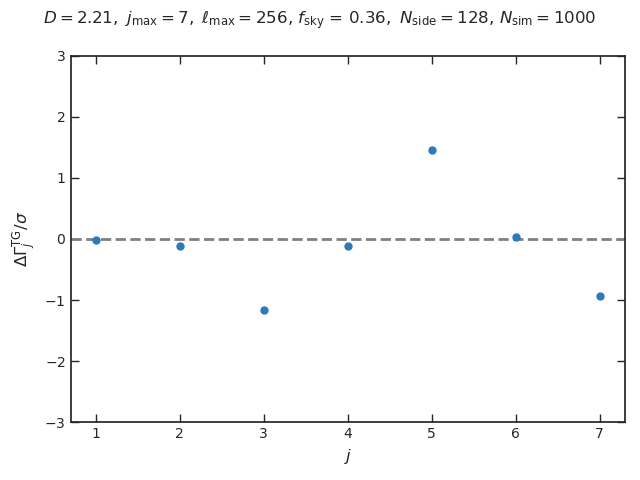 D = 2.21, j_max = 7, ℓ_max = 256, f_sky = 0.36, N_side = 128, N_sim = 1000
3
2
1
0
−1
−2
−3
ΔΓ_j^TG/σ
1 2 3 4 5 6 7
j